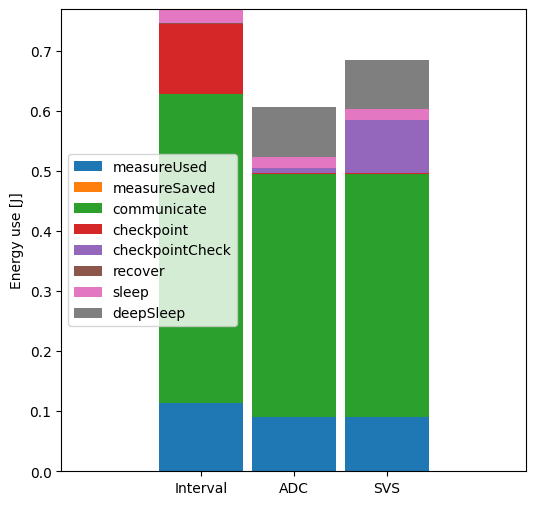 0.7
0.6
0.5
0.4
0.3
0.2
0.1
0.0
Energy use [J]
measureUsed
measureSaved
communicate
checkpoint
checkpointCheck
recover
sleep
deepSleep
Interval
ADC
SVS